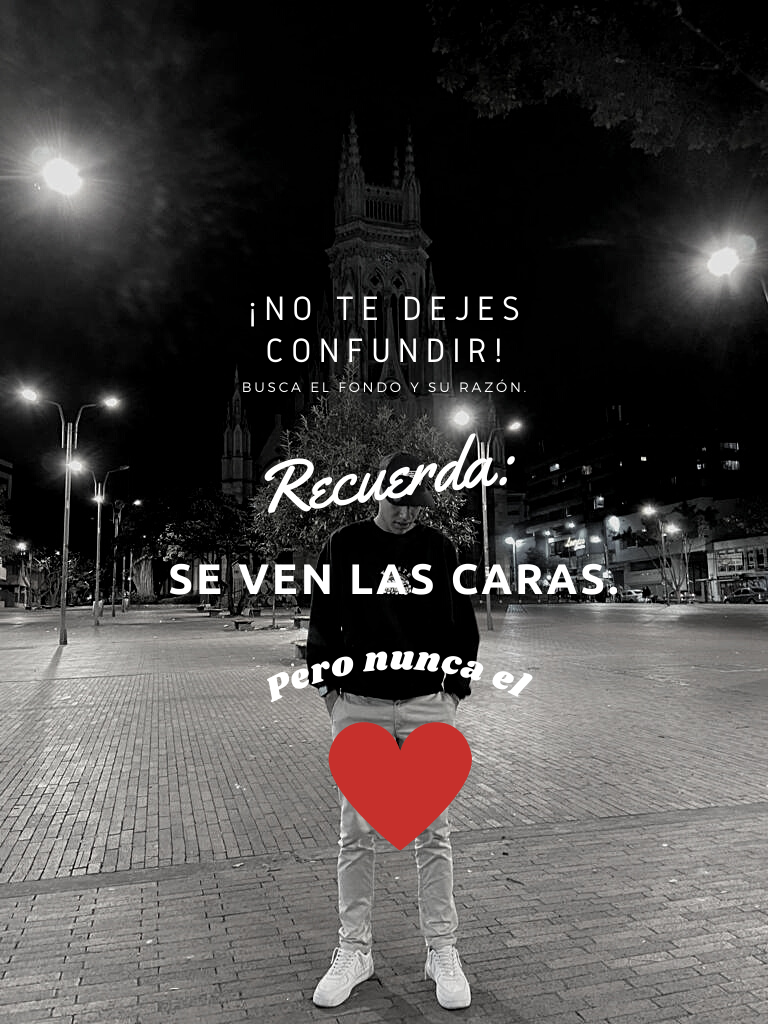 ¡NO TE DEJES
CONFUNDIR!
BUSCA EL FONDO Y SU RAZÓN.
Recuerda:
SE VEN LAS CARAS.
pero nunca el